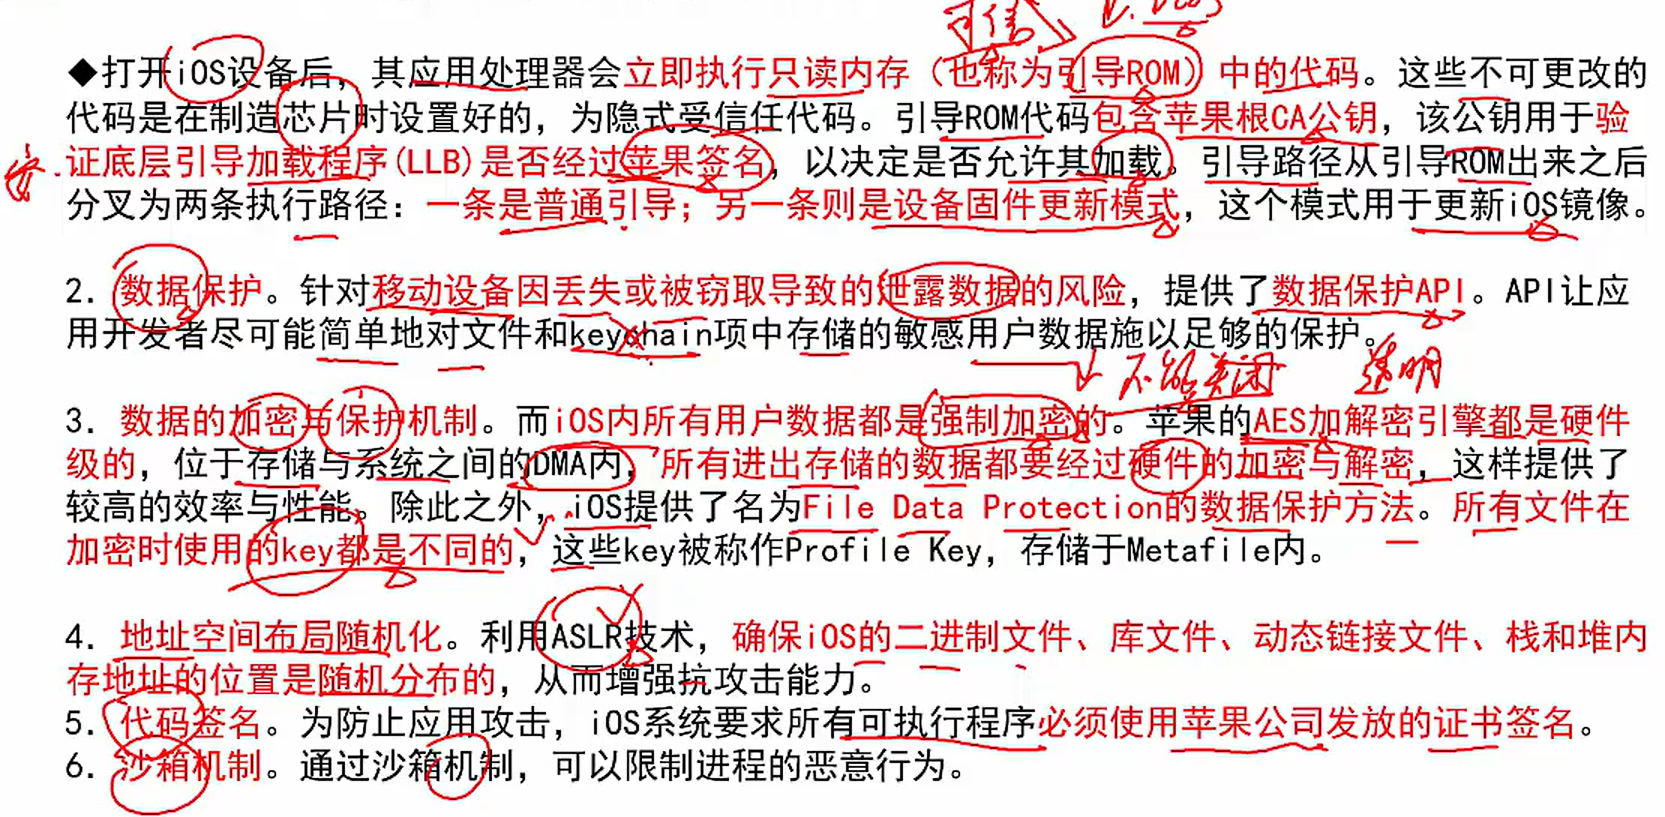 可信
◆打开iOS设备后，其应用处理器会立即执行只读内存（也称为引导ROM）中的代码。这些不可更改的
代码是在制造芯片时设置好的，为隐式受信任代码。引导ROM代码包含苹果根CA公钥，该公钥用于验
证底层引导加载程序(LLB)是否经过苹果签名，以决定是否允许其加载。引导路径从引导ROM出来之后
分叉为两条执行路径：一条是普通引导；另一条则是设备固件更新模式，这个模式用于更新iOS镜像。
2. 数据保护。针对移动设备因丢失或被窃取导致的泄露数据的风险，提供了数据保护API。API让应
用开发者尽可能简单地对文件和keychain项中存储的敏感用户数据施以足够的保护。
不能关闭 透明
3. 数据的加密与保护机制。而iOS内所有用户数据都是强制加密的。苹果的AES加解密引擎都是硬件
级的，位于存储与系统之间的DMA内，所有进出存储的数据都要经过硬件的加密与解密，这样提供了
较高的效率与性能。除此之外，iOS提供了名为File Data Protection的数据保护方法。所有文件在
加密时使用的key都是不同的，这些key被称作Profile Key，存储于Metafile内。
4. 地址空间布局随机化。利用ASLR技术，确保iOS的二进制文件、库文件、动态链接文件、栈和堆内
存地址的位置是随机分布的，从而增强抗攻击能力。
5. 代码签名。为防止应用攻击，iOS系统要求所有可执行程序必须使用苹果公司发放的证书签名。
6. 沙箱机制。通过沙箱机制，可以限制进程的恶意行为。